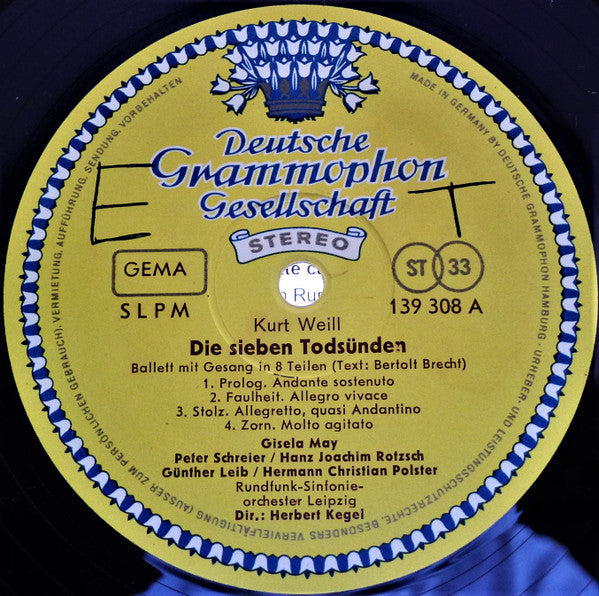 Deutsche
Grammophon
Gesellschaft
STEREO
E
T
GEMA
SLPM
ST 33
139 308 A
Kurt Weill
Die sieben Todsünden
Ballett mit Gesang in 8 Teilen (Text: Bertolt Brecht)
1. Prolog. Andante sostenuto
2. Faulheit. Allegro vivace
3. Stolz. Allegretto, quasi Andantino
4. Zorn. Molto agitato
Gisela May
Peter Schreier / Hanz Joachim Rotzsch
Günther Leib / Hermann Christian Polster
Rundfunk-Sinfonie-
orchester Leipzig
Dir.: Herbert Kegel
MADE IN GERMANY BY DEUTSCHE GRAMMOPHON HAMBURG · URHEBER- UND LEISTUNGSSCHUTZRECHTE, BESONDERS VERVIELFÄLTIGUNG (AUSSER ZUM PERSÖNLICHEN GEBRAUCH), VERMIETUNG, AUFFÜHRUNG, SENDUNG, VORBEHALTEN